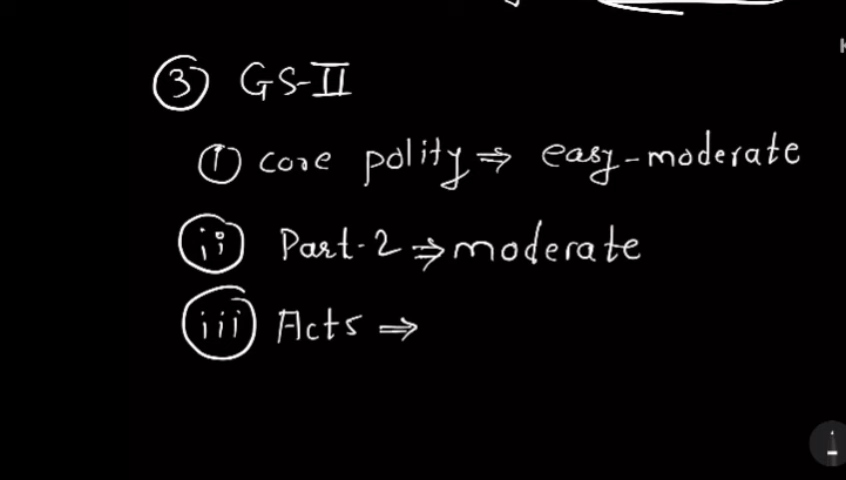 ③ GS-II
① core polity ⇒ easy-moderate
ⅱ Part-2 ⇒ moderate
ⅲ Acts ⇒